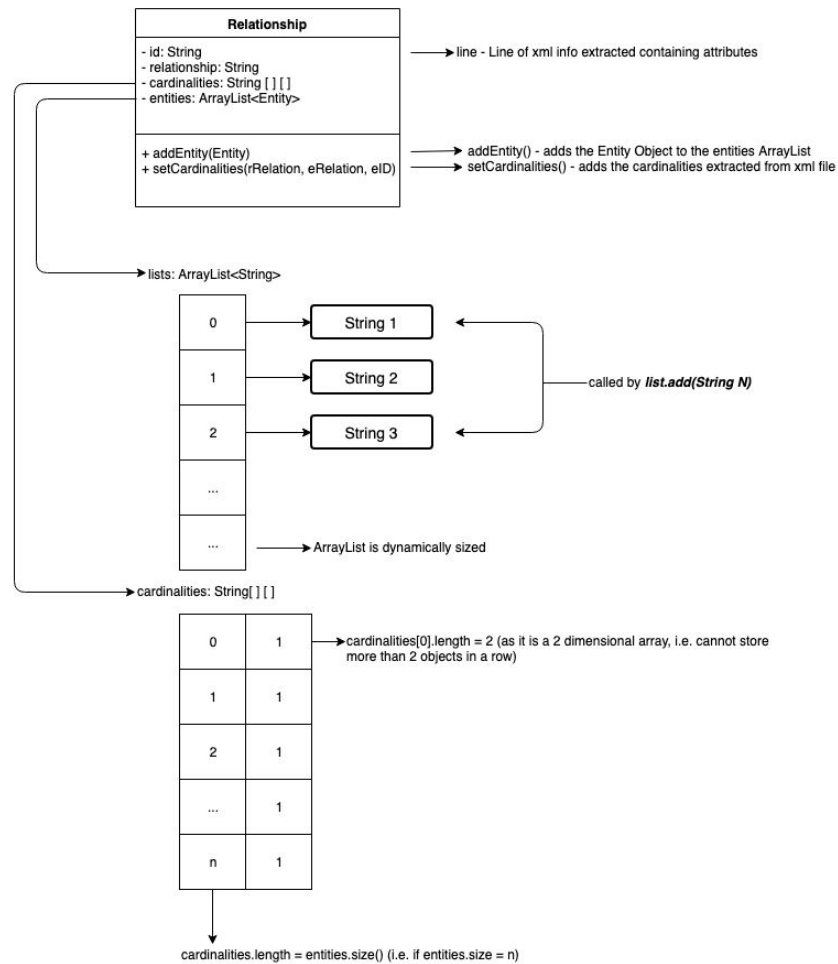 Relationship
- id: String
- relationship: String
- cardinalities: String [ ] [ ]
- entities: ArrayList<Entity>
line - Line of xml info extracted containing attributes
+ addEntity(Entity)
+ setCardinalities(rRelation, eRelation, eID)
addEntity() - adds the Entity Object to the entities ArrayList
setCardinalities() - adds the cardinalities extracted from xml file
lists: ArrayList<String>
0
String 1
1
String 2
called by list.add(String N)
2
String 3
...
...
ArrayList is dynamically sized
cardinalities: String[ ] [ ]
0 1
cardinalities[0].length = 2 (as it is a 2 dimensional array, i.e. cannot store
more than 2 objects in a row)
1 1
2 1
... 1
n 1
cardinalities.length = entities.size() (i.e. if entities.size = n)